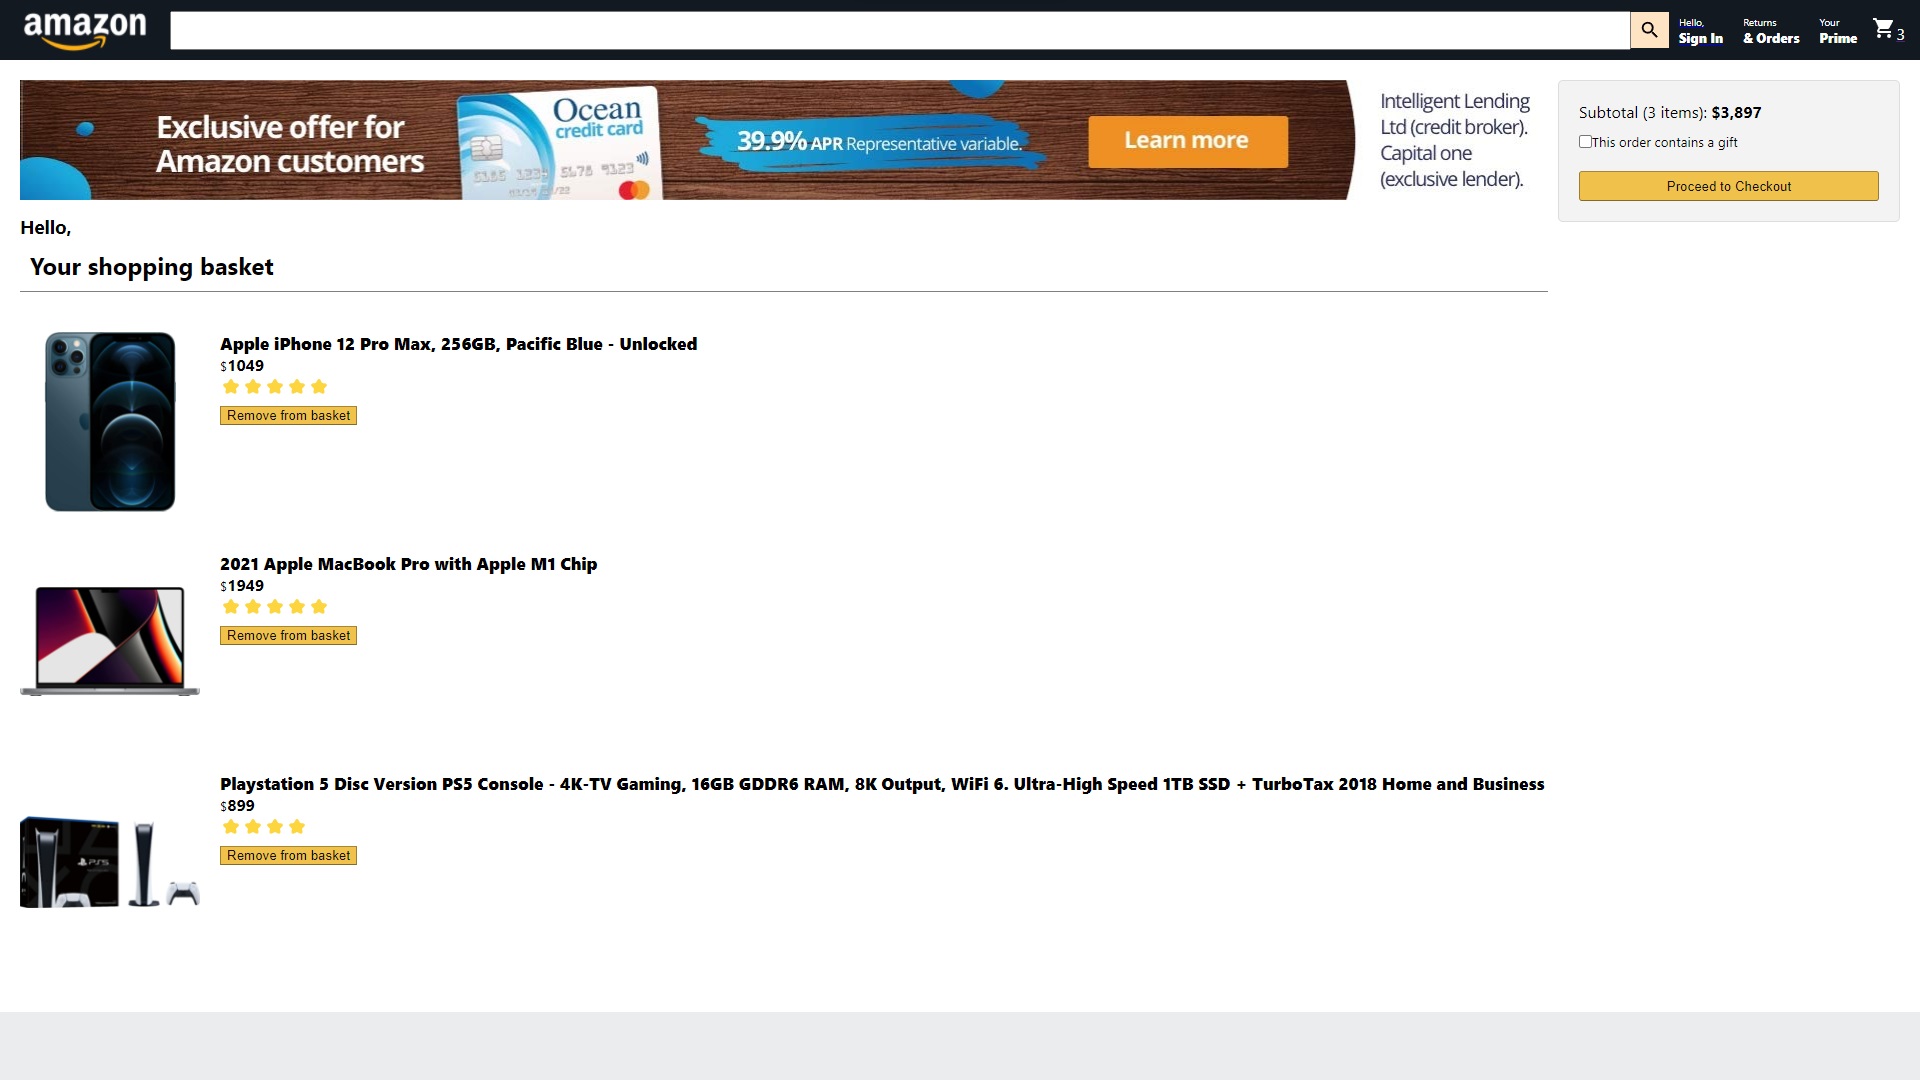 amazon
Hello,
Sign In
Returns
& Orders
Your
Prime
3
Exclusive offer for
Amazon customers
Ocean
credit card
39.9% APR Representative variable.
Learn more
Intelligent Lending
Ltd (credit broker).
Capital one
(exclusive lender).
Subtotal (3 items): $3,897
This order contains a gift
Proceed to Checkout
Hello,
Your shopping basket
Apple iPhone 12 Pro Max, 256GB, Pacific Blue - Unlocked
$1049
Remove from basket
2021 Apple MacBook Pro with Apple M1 Chip
$1949
Remove from basket
Playstation 5 Disc Version PS5 Console - 4K-TV Gaming, 16GB GDDR6 RAM, 8K Output, WiFi 6. Ultra-High Speed 1TB SSD + TurboTax 2018 Home and Business
$899
Remove from basket
PS5